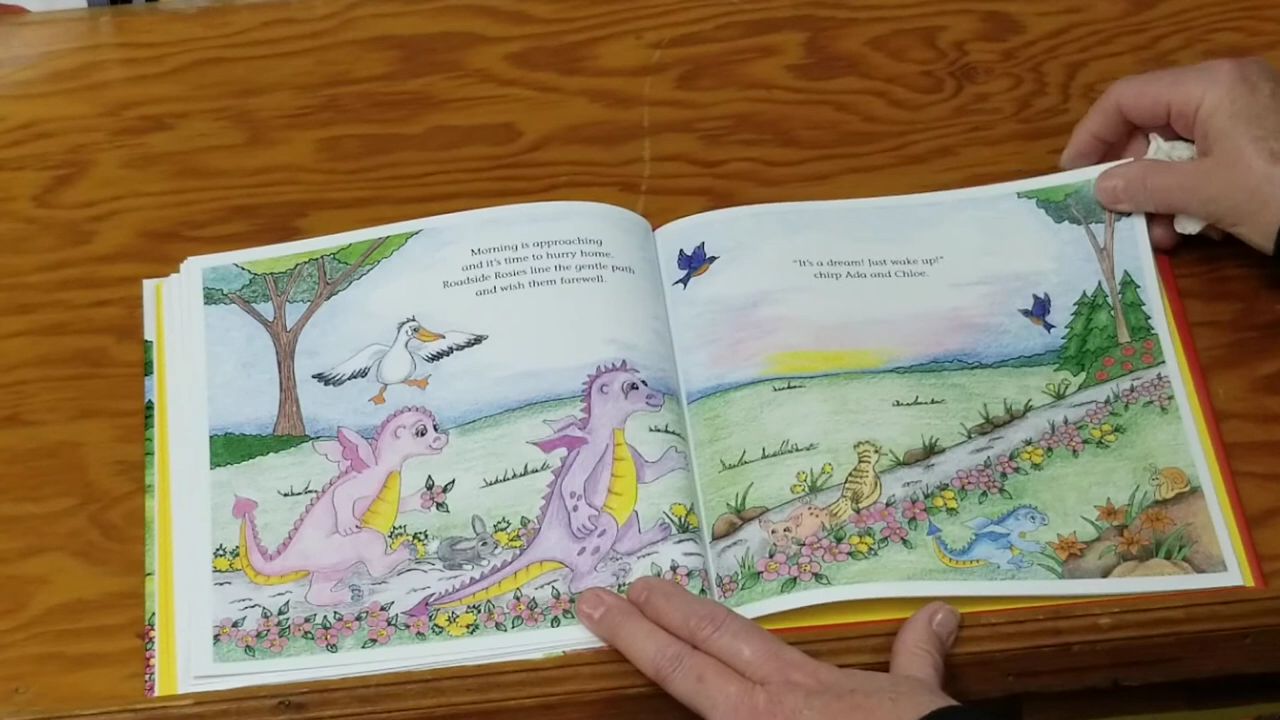 Morning is approaching
and it's time to hurry home.
Roadside Rosies line the gentle path
and wish them farewell.
"It's a dream! Just wake up!"
chirp Ada and Chloe.